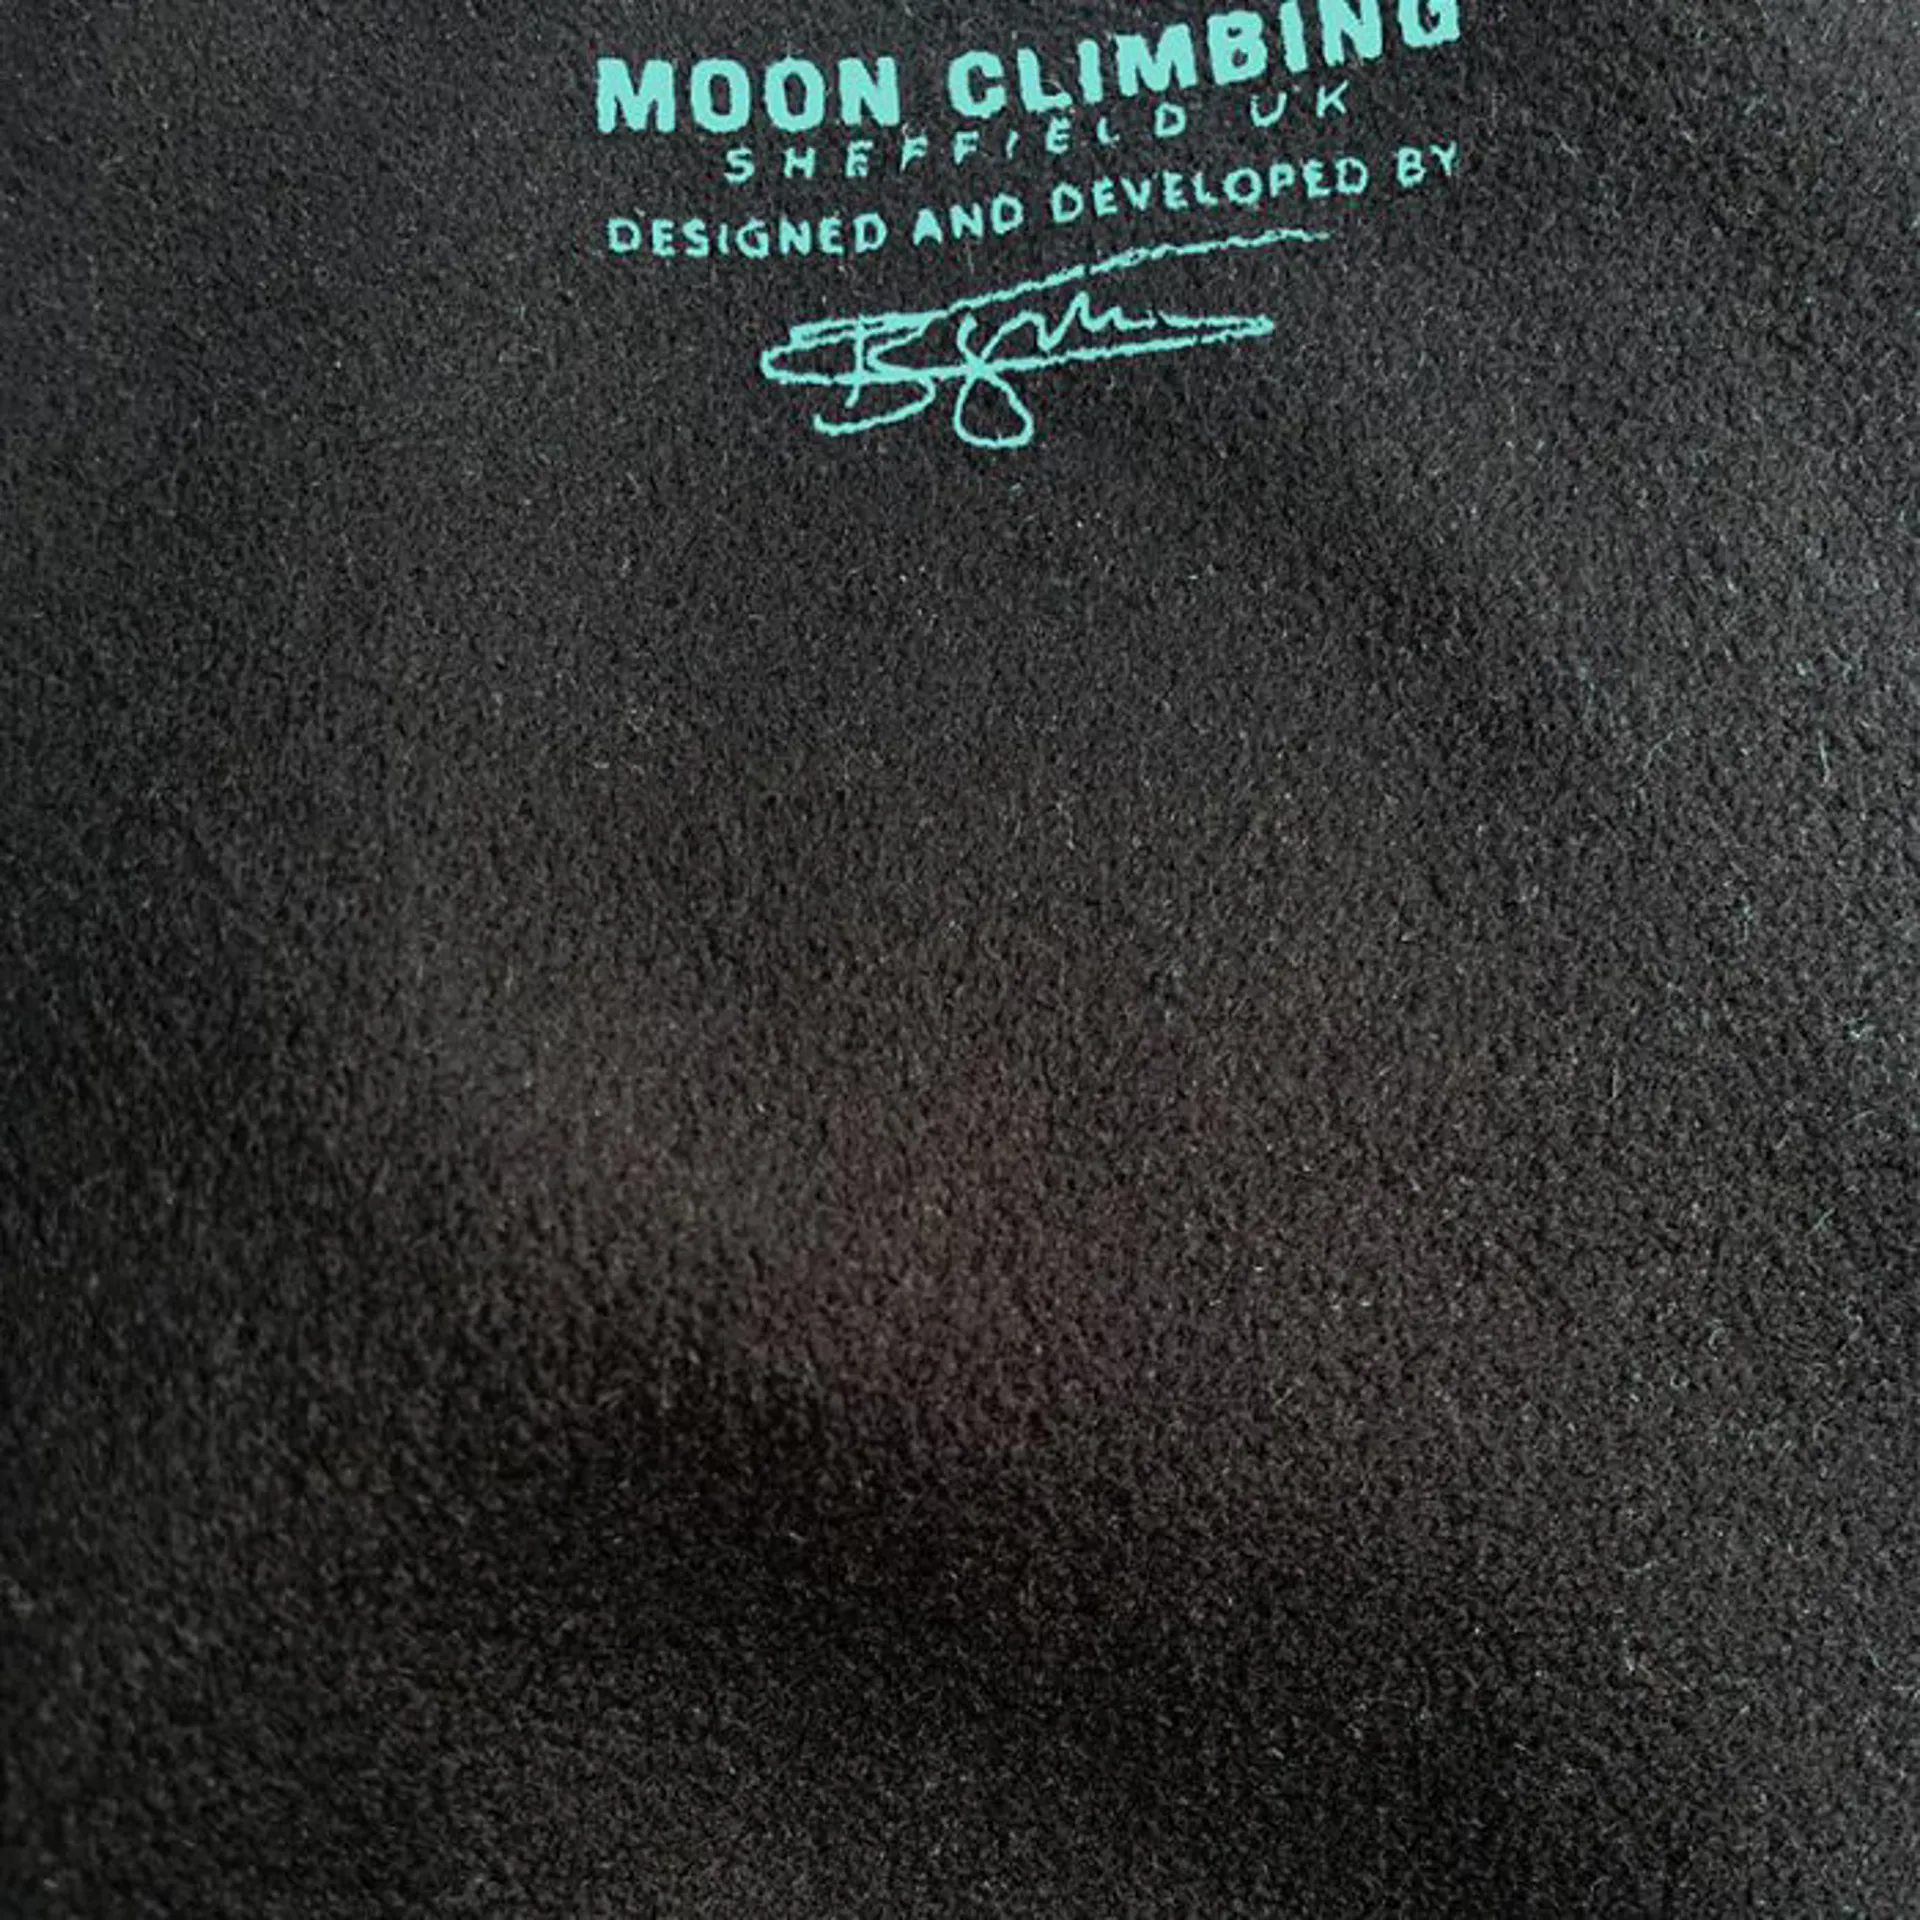 MOON CLIMBING
SHEFFIELD UK
DESIGNED AND DEVELOPED BY